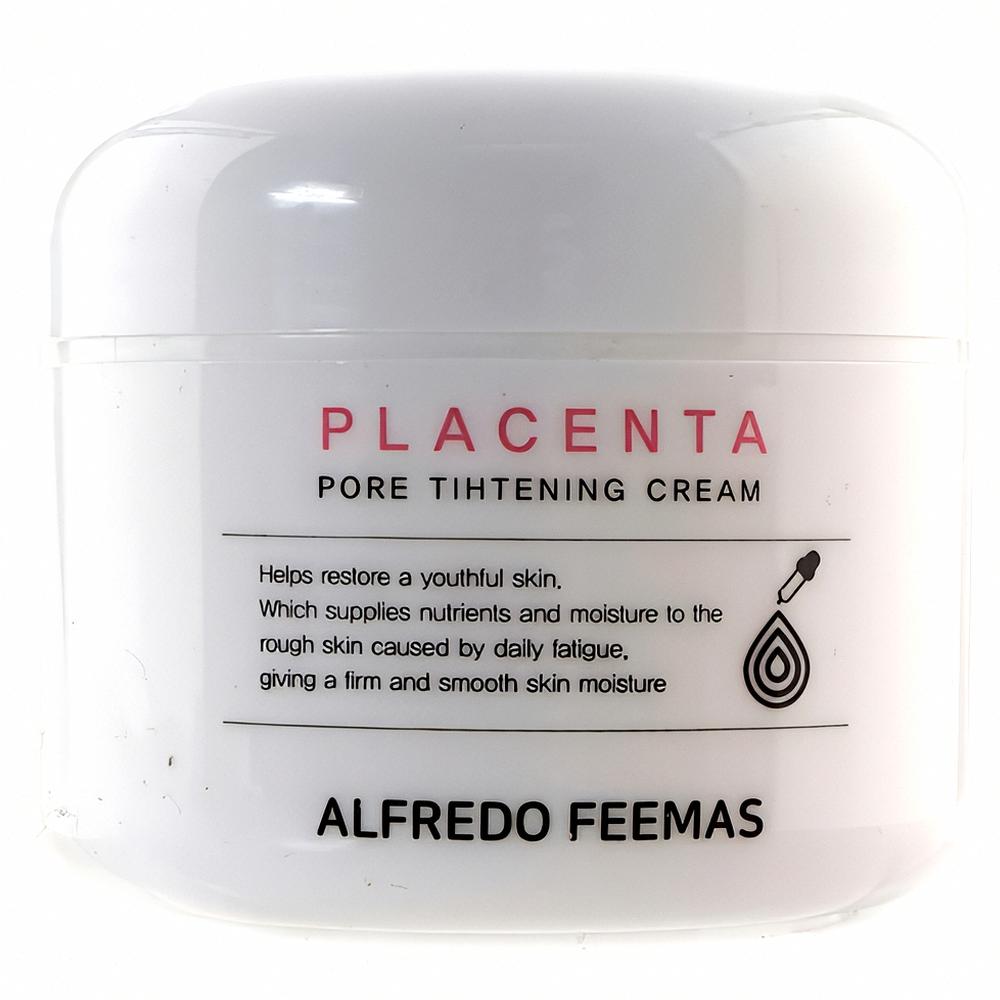 PLACENTA
PORE TIHTENING CREAM
Helps restore a youthful skin.
Which supplies nutrients and moisture to the
rough skin caused by daily fatigue.
giving a firm and smooth skin moisture
ALFREDO FEEMAS